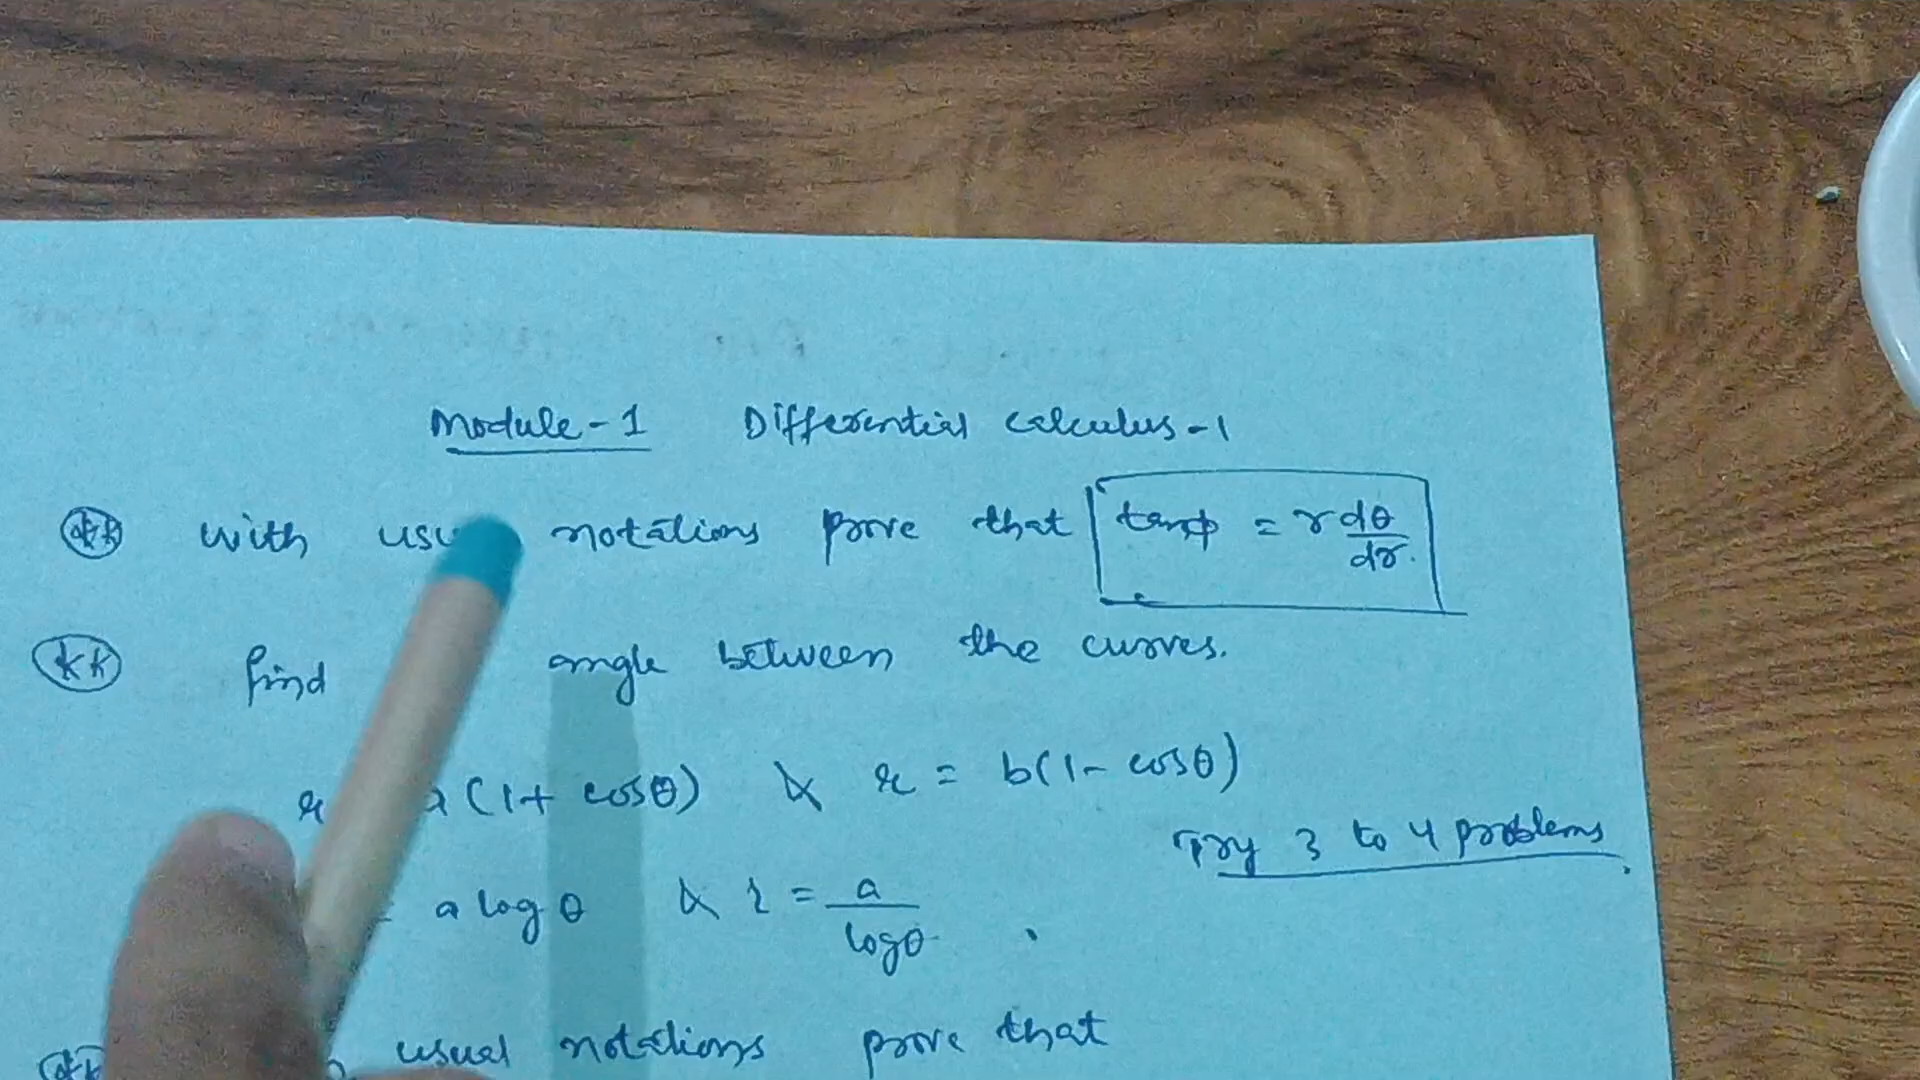 Module-1 Differential calculus-1
with notations prove that tanφ = r dθ/dr.
find angle between the curves.
r (1+ cosθ) & r = b(1- cosθ)
Try 3 to 4 problems.
= a log θ & r = a/logθ.
usual notations prove that